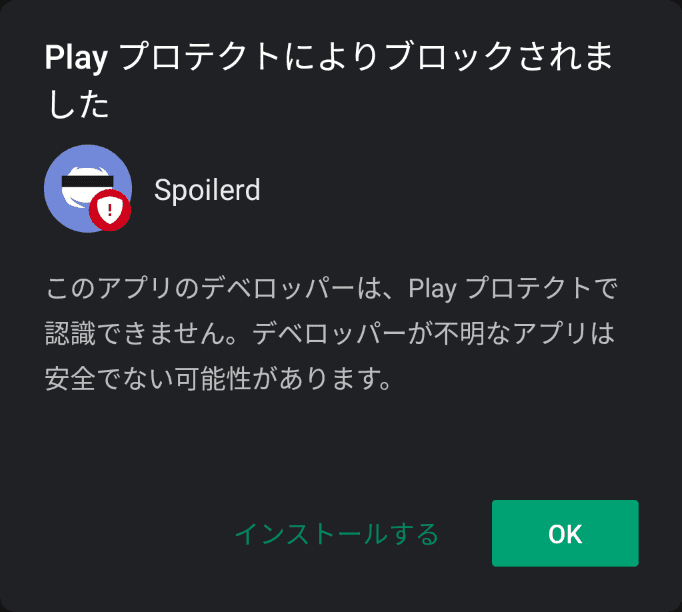 Play プロテクトによりブロックされま
した
Spoilerd
このアプリのデベロッパーは、Play プロテクトで
認識できません。デベロッパーが不明なアプリは
安全でない可能性があります。
インストールする
OK